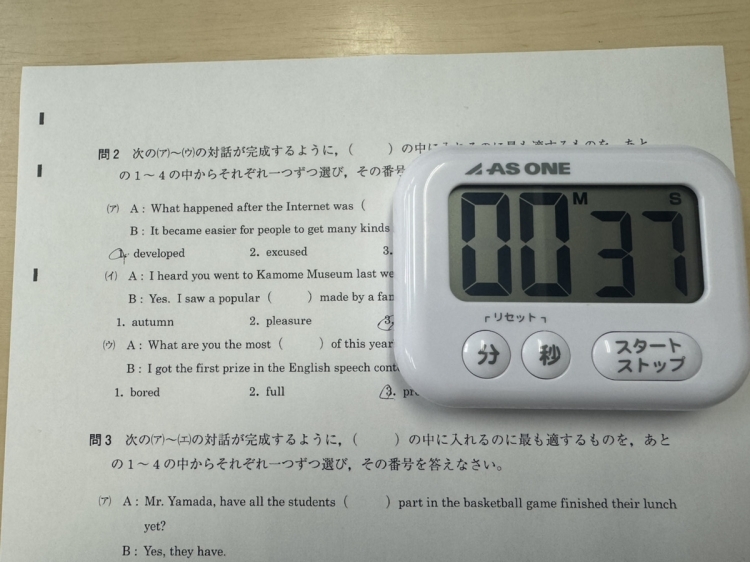 問2 次の(ア)~(ウ)の対話が完成するように，( )の中に
の1～4の中からそれぞれ一つずつ選び，その番号
(ア) A : What happened after the Internet was (
B : It became easier for people to get many kinds
1. developed 2. excused 3.
(イ) A : I heard you went to Kamome Museum last
B : Yes. I saw a popular ( ) made by a
1. autumn 2. pleasure 3.
(ウ) A : What are you the most ( ) of this year
B : I got the first prize in the English speech
1. bored 2. full 3.
問3 次の(ア)~(エ)の対話が完成するように，( )の中に入れるのに最も適するものを，あと
の1～4の中からそれぞれ一つずつ選び，その番号を答えなさい。
(ア) A : Mr. Yamada, have all the students ( ) part in the basketball game finished their lunch
yet?
B : Yes, they have.
AS ONE
M S
00 37
リセット
分 秒 スタート
ストップ